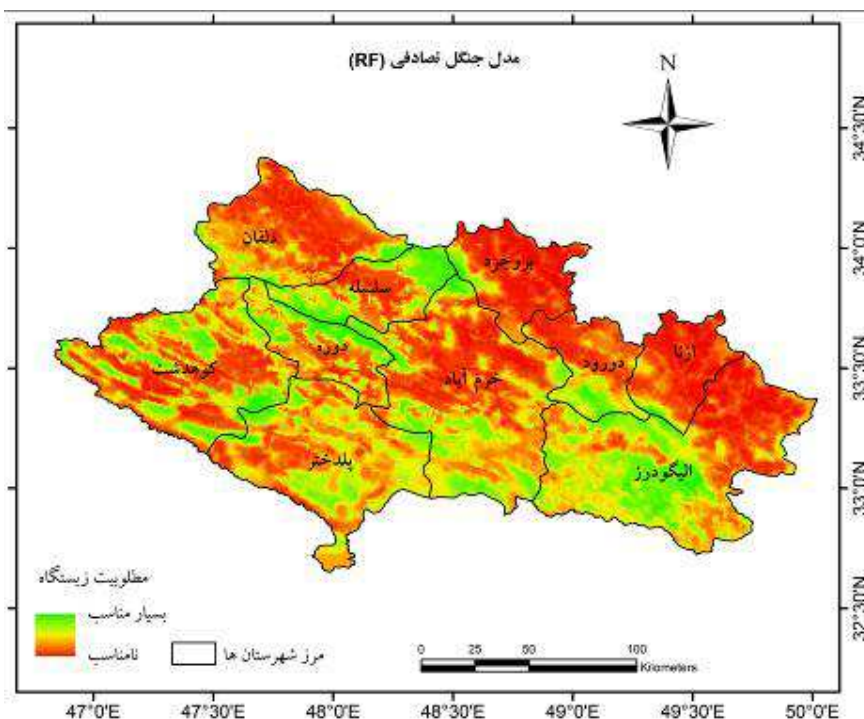 مدل جنگل تصادفی (RF)
N
34°30'N
34°0'N
33°30'N
33°0'N
32°30'N
دلفان
بروجرد
سلسله
ازنا
دورود
دوره
کوهدشت
خرم آباد
پلدختر
الیگودرز
مطلوبیت زیستگاه
بسیار مناسب
نامناسب
مرز شهرستان ها
0 25 50 100
Kilometers
47°0'E 47°30'E 48°0'E 48°30'E 49°0'E 49°30'E 50°0'E